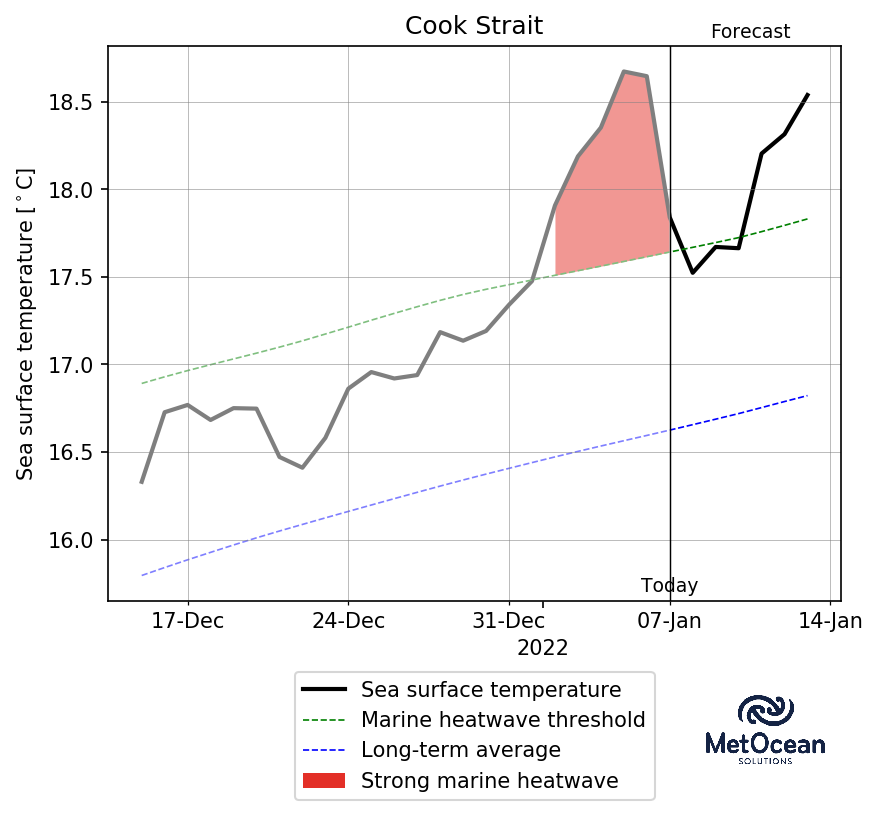 Cook Strait
Forecast
Sea surface temperature [°C]
18.5
18.0
17.5
17.0
16.5
16.0
Today
17-Dec 24-Dec 31-Dec 07-Jan 14-Jan
2022
Sea surface temperature
Marine heatwave threshold
Long-term average
Strong marine heatwave
MetOcean
SOLUTIONS